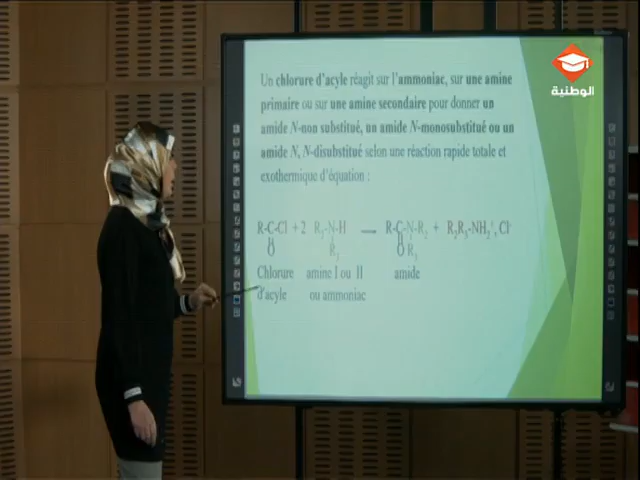 الوطنية
Un chlorure d'acyle réagit sur l'ammoniac, sur une amine
primaire ou sur une amine secondaire pour donner un
amide N-non substitué, un amide N-monosubstitué ou un
amide N, N-disubstitué selon une réaction rapide totale et
exothermique d'équation :
R-C-Cl + 2 R₁-N-H → R-C-N-R₂ + R₂R₃-NH₂⁺, Cl⁻
O R₃ O R₃
Chlorure amine I ou II amide
d'acyle ou ammoniac